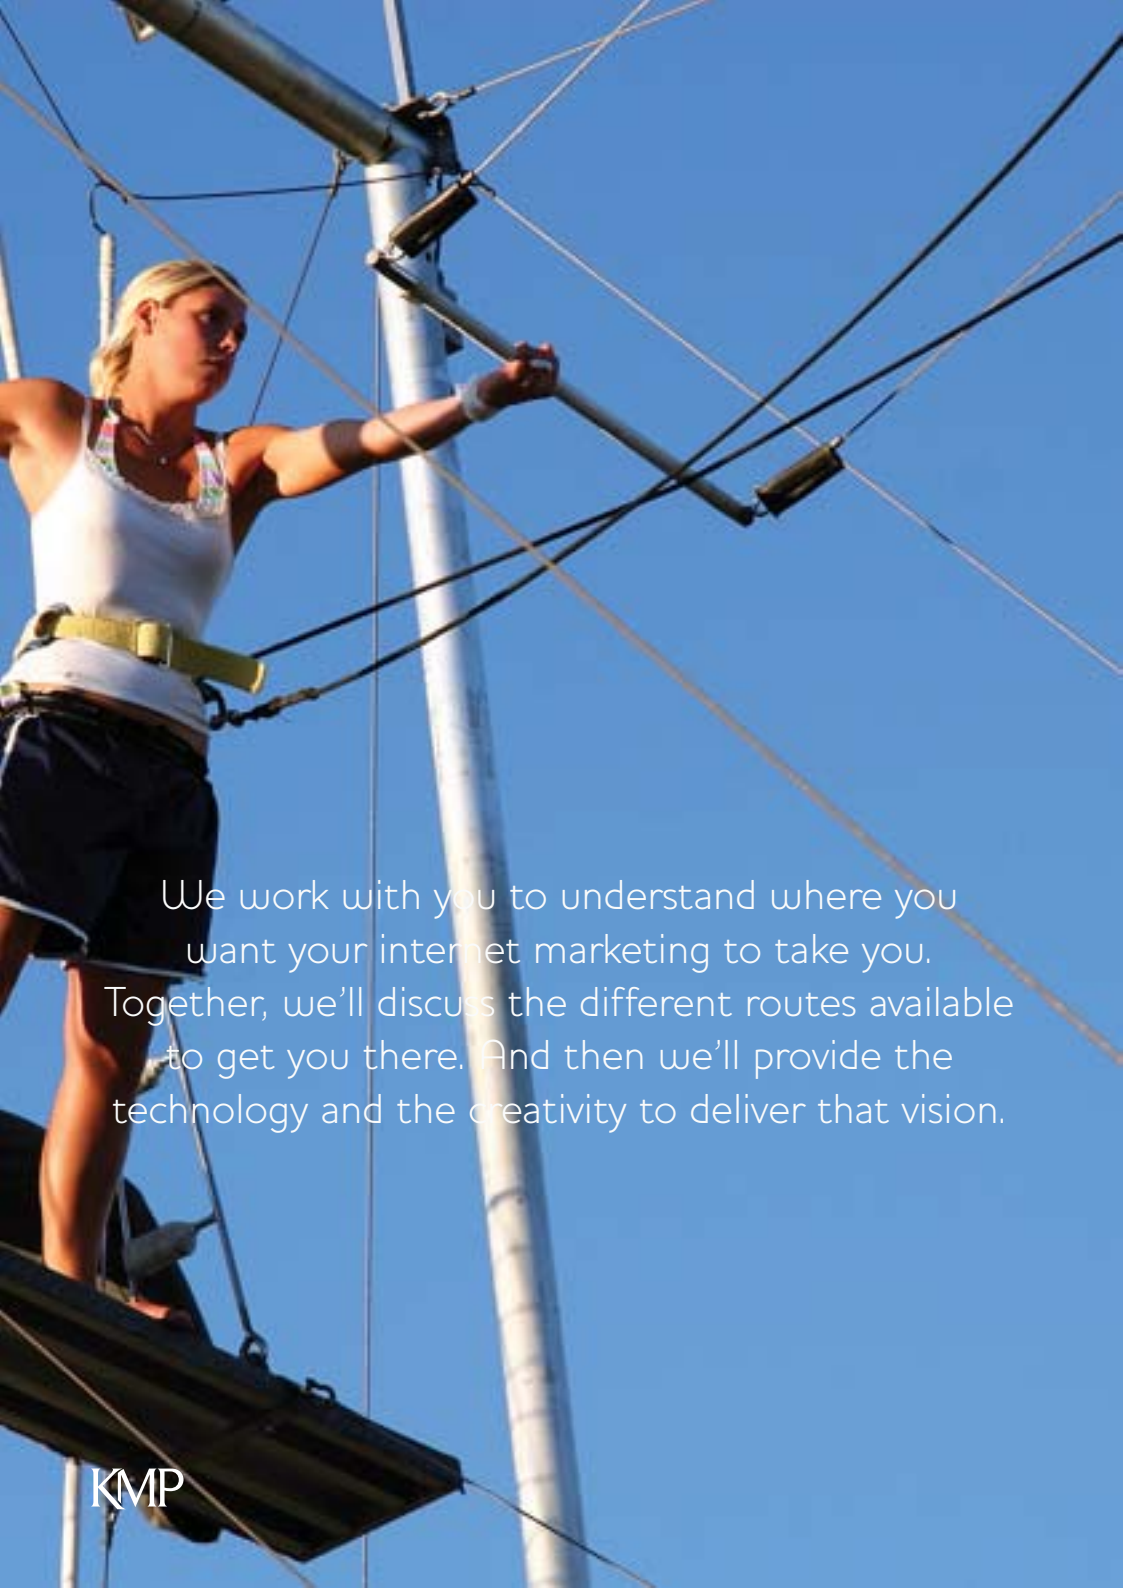 We work with you to understand where you
want your internet marketing to take you.
Together, we’ll discuss the different routes available
to get you there. And then we’ll provide the
technology and the creativity to deliver that vision.
KMP